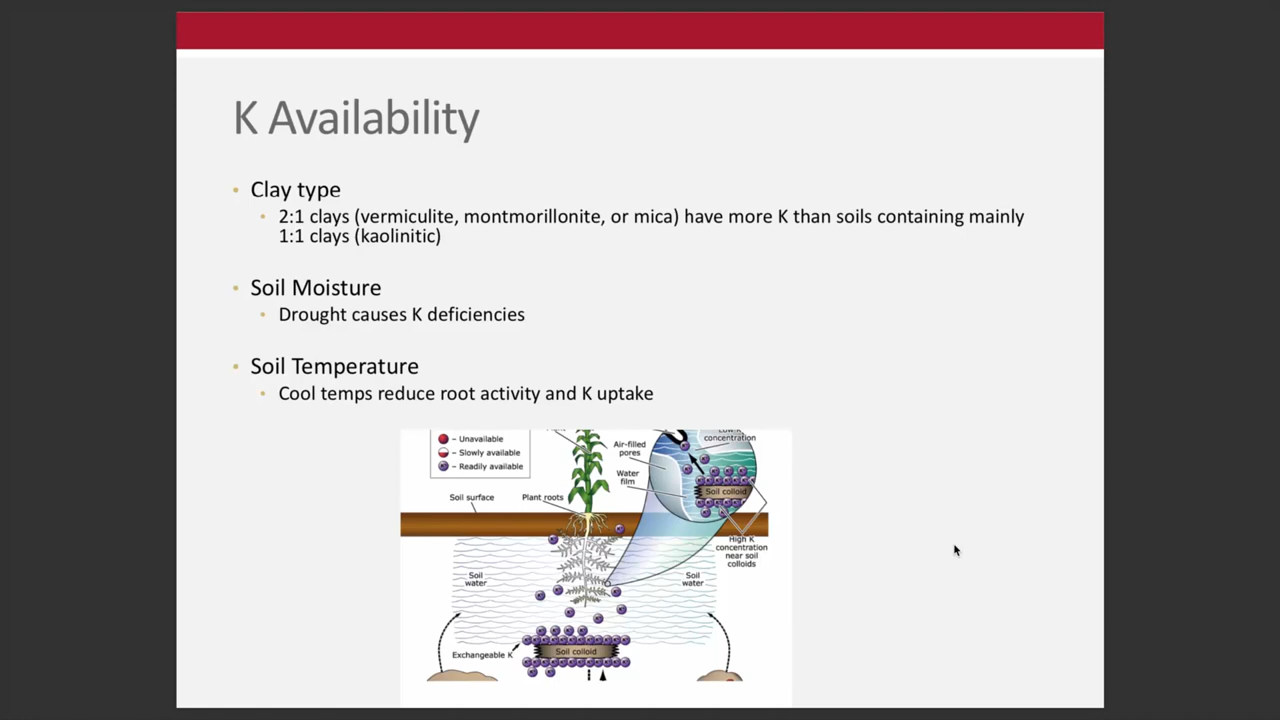 K Availability
Clay type
2:1 clays (vermiculite, montmorillonite, or mica) have more K than soils containing mainly
1:1 clays (kaolinitic)
Soil Moisture
Drought causes K deficiencies
Soil Temperature
Cool temps reduce root activity and K uptake
– Unavailable
– Slowly available
– Readily available
Air-filled
pores
Water
film
concentration
Soil colloid
Soil surface
Plant roots
High K
concentration
near soil
colloids
Soil
water
Soil
water
Exchangeable K
Soil colloid